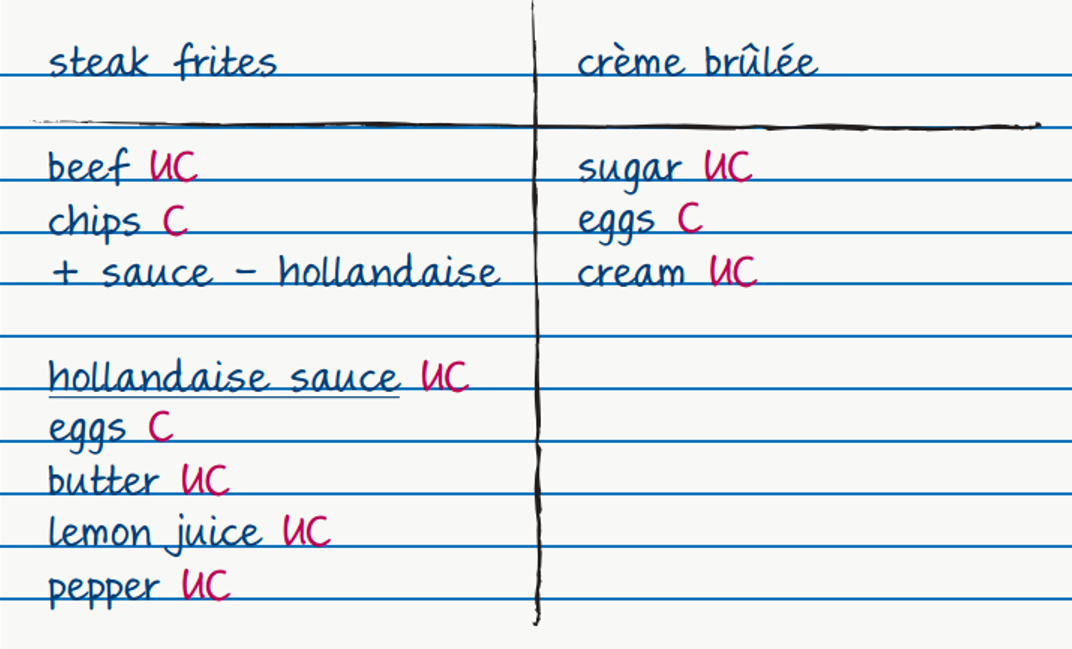 steak frites
beef UC
chips C
+ sauce - hollandaise
hollandaise sauce UC
eggs C
butter UC
lemon juice UC
pepper UC
crème brûlée
sugar UC
eggs C
cream UC